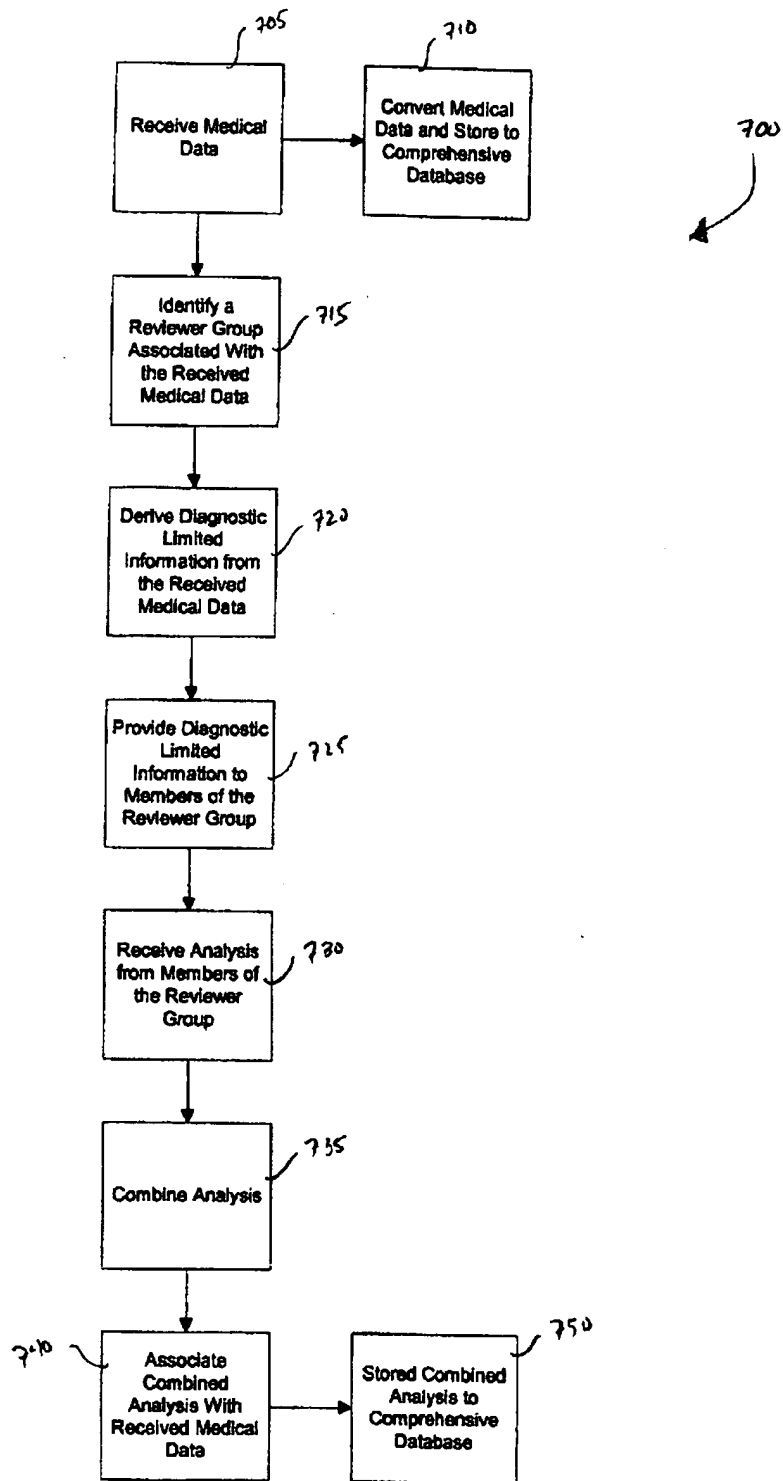 705
Receive Medical
Data
710
Convert Medical
Data and Store to
Comprehensive
Database
700
Identify a
Reviewer Group
Associated With
the Received
Medical Data
715
Derive Diagnostic
Limited
Information from
the Received
Medical Data
720
Provide Diagnostic
Limited
Information to
Members of the
Reviewer Group
725
Receive Analysis
from Members of
the Reviewer
Group
730
Combine Analysis
735
740
Associate
Combined
Analysis With
Received Medical
Data
750
Stored Combined
Analysis to
Comprehensive
Database